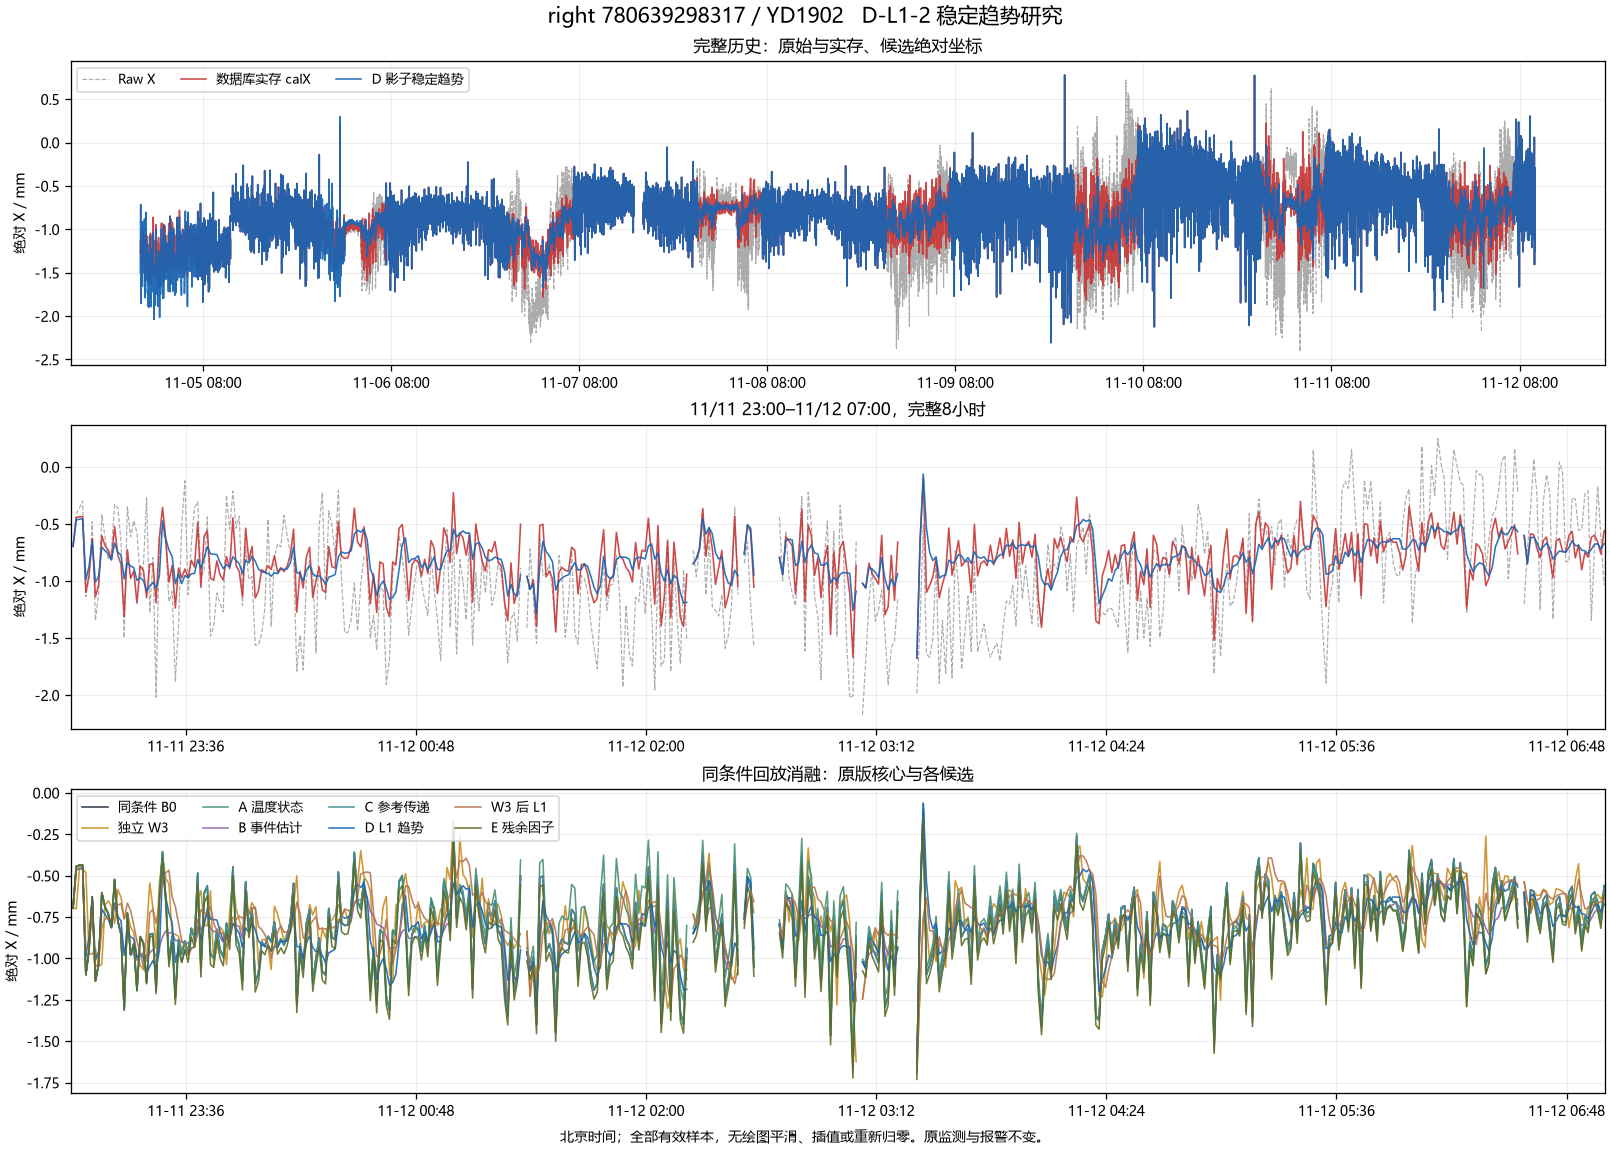 right 780639298317 / YD1902   D-L1-2 稳定趋势研究
完整历史：原始与实存、候选绝对坐标
Raw X   数据库实存 calX   D 影子稳定趋势
绝对 X / mm
0.5
0.0
-0.5
-1.0
-1.5
-2.0
-2.5
11-05 08:00   11-06 08:00   11-07 08:00   11-08 08:00   11-09 08:00   11-10 08:00   11-11 08:00   11-12 08:00
11/11 23:00–11/12 07:00，完整8小时
绝对 X / mm
0.0
-0.5
-1.0
-1.5
-2.0
11-11 23:36   11-12 00:48   11-12 02:00   11-12 03:12   11-12 04:24   11-12 05:36   11-12 06:48
同条件回放消融：原版核心与各候选
同条件 B0   A 温度状态   C 参考传递   W3 后 L1
独立 W3   B 事件估计   D L1 趋势   E 残余因子
绝对 X / mm
0.00
-0.25
-0.50
-0.75
-1.00
-1.25
-1.50
-1.75
11-11 23:36   11-12 00:48   11-12 02:00   11-12 03:12   11-12 04:24   11-12 05:36   11-12 06:48
北京时间；全部有效样本，无绘图平滑、插值或重新归零。原监测与报警不变。